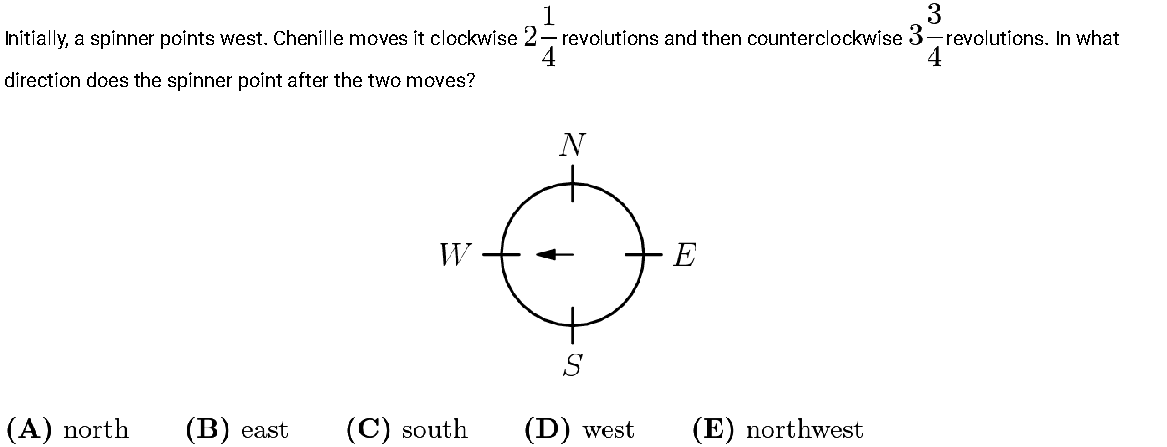 Initially, a spinner points west. Chenille moves it clockwise 2 1/4 revolutions and then counterclockwise 3 3/4 revolutions. In what
direction does the spinner point after the two moves?
N
W E
S
(A) north (B) east (C) south (D) west (E) northwest